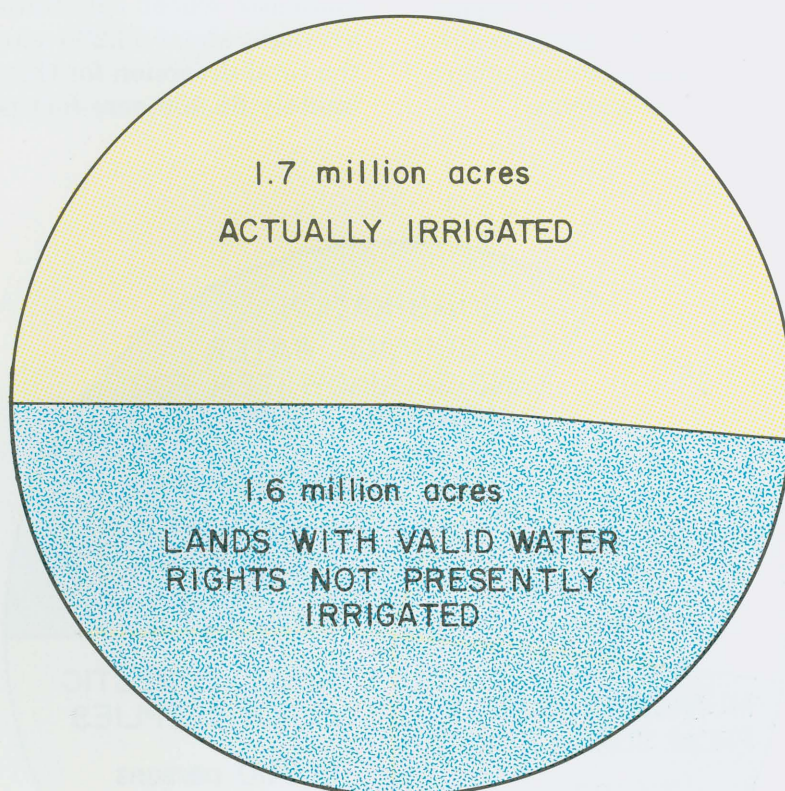 1.7 million acres
ACTUALLY IRRIGATED
1.6 million acres
LANDS WITH VALID WATER
RIGHTS NOT PRESENTLY
IRRIGATED